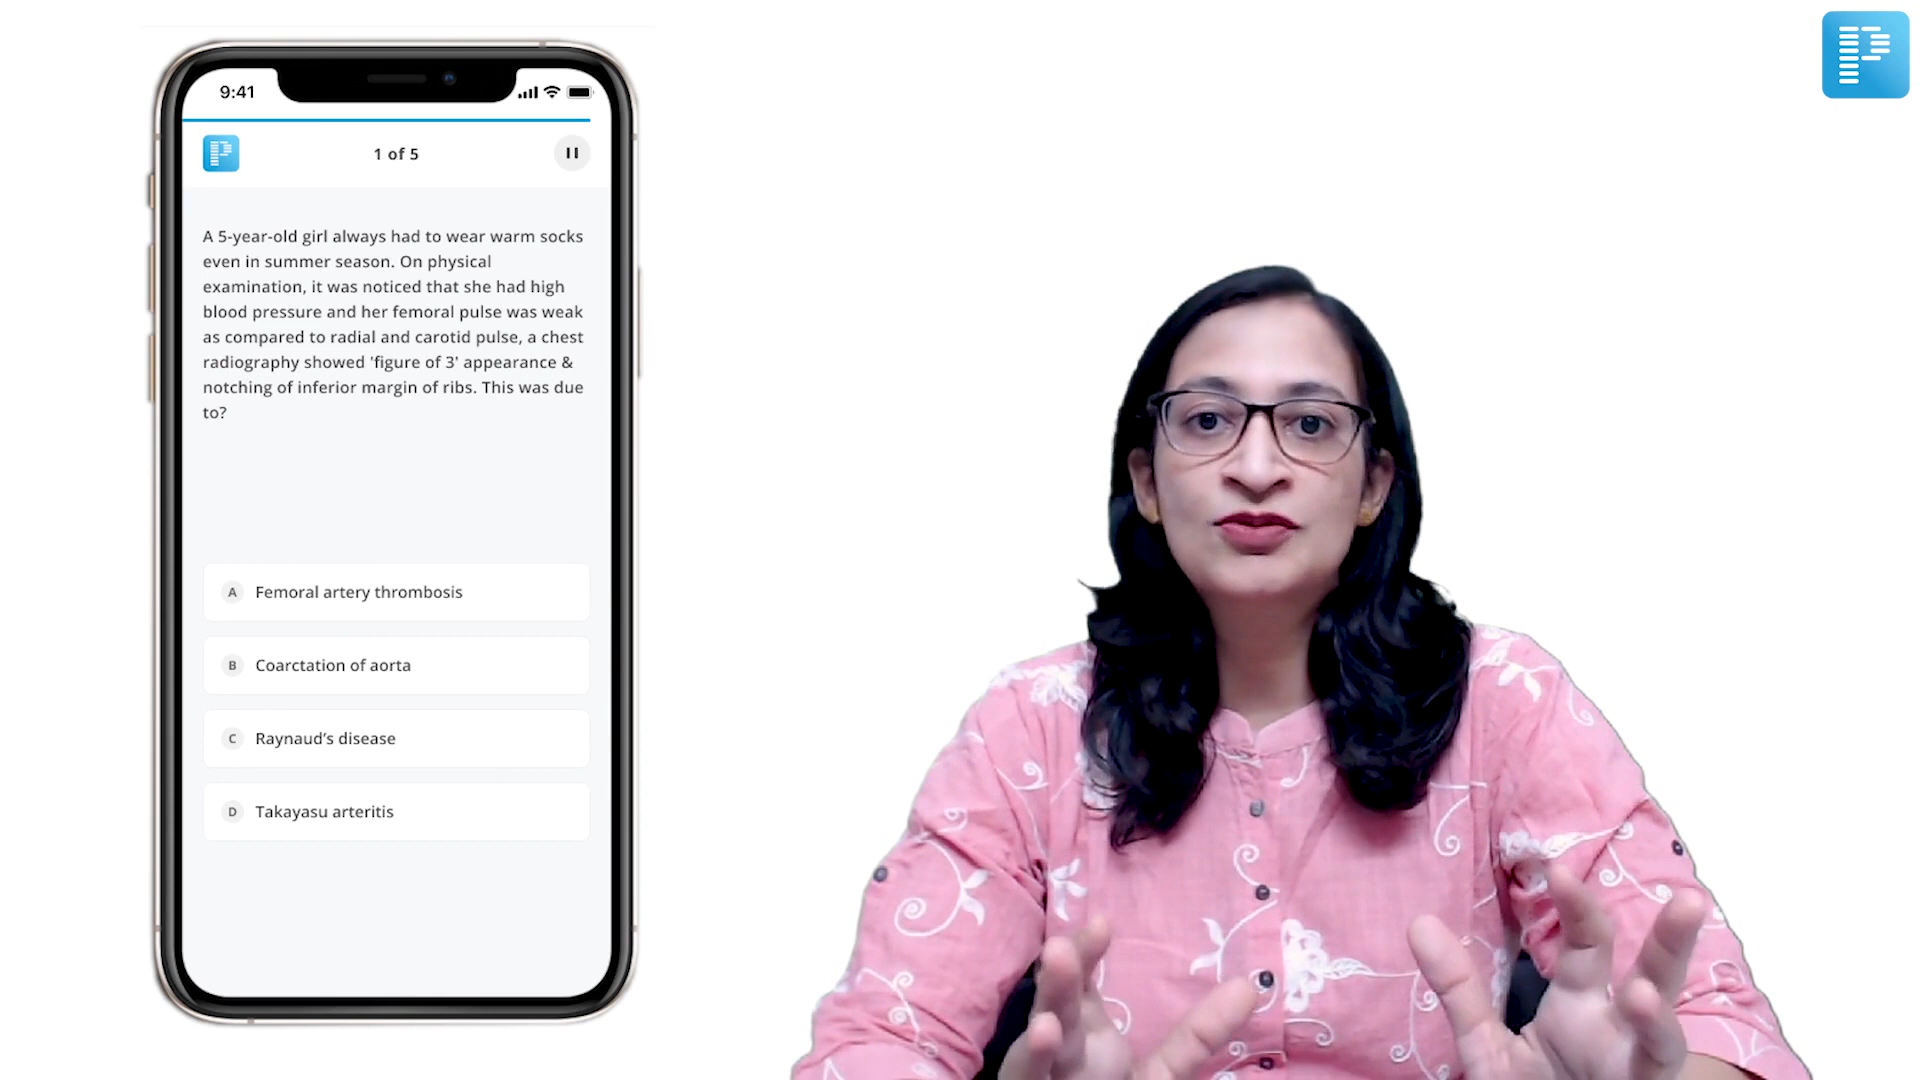 9:41
1 of 5
A 5-year-old girl always had to wear warm socks
even in summer season. On physical
examination, it was noticed that she had high
blood pressure and her femoral pulse was weak
as compared to radial and carotid pulse, a chest
radiography showed 'figure of 3' appearance &
notching of inferior margin of ribs. This was due
to?
A Femoral artery thrombosis
B Coarctation of aorta
C Raynaud’s disease
D Takayasu arteritis